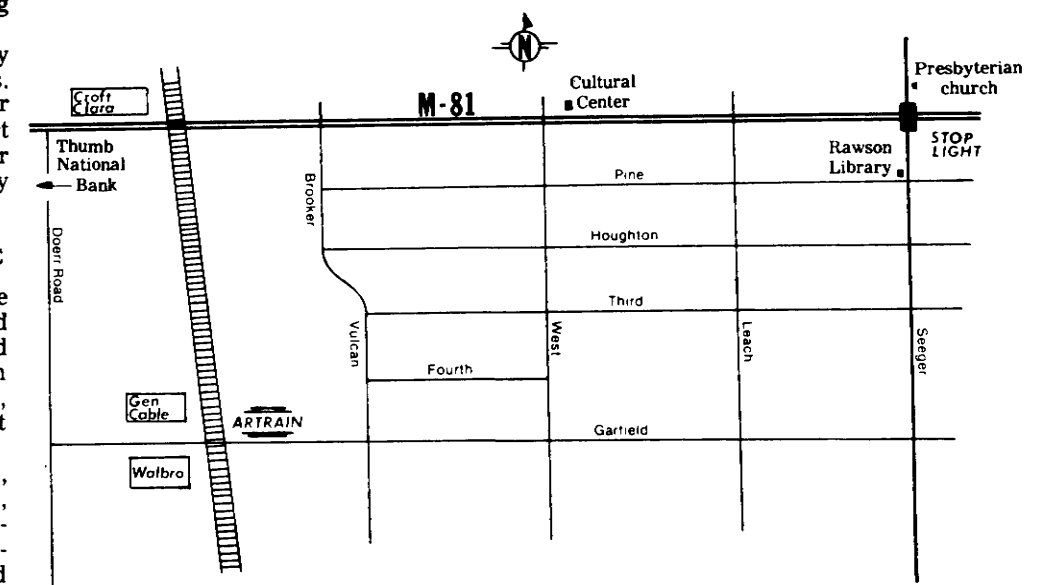 g
y
s.
r
ct
r
y
N
Croft
Clara
M-81
Cultural
Center
Presbyterian
church
Thumb
National
Bank
Rawson
Library
STOP
LIGHT
Pine
Brooker
Houghton
Doerr Road
Third
Vulcan
West
Leach
Seeger
Fourth
Gen
Cable
ARTRAIN
Garfield
Walbro